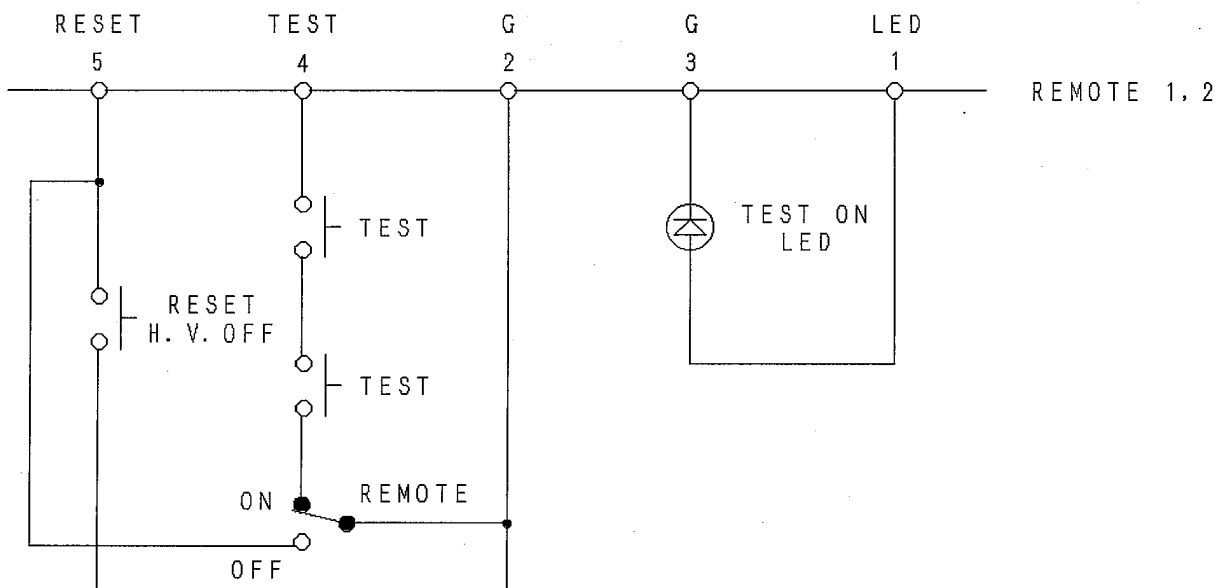 RESET TEST G G LED
5 4 2 3 1
REMOTE 1, 2
TEST
TEST ON
LED
RESET
H. V. OFF
TEST
ON
REMOTE
OFF